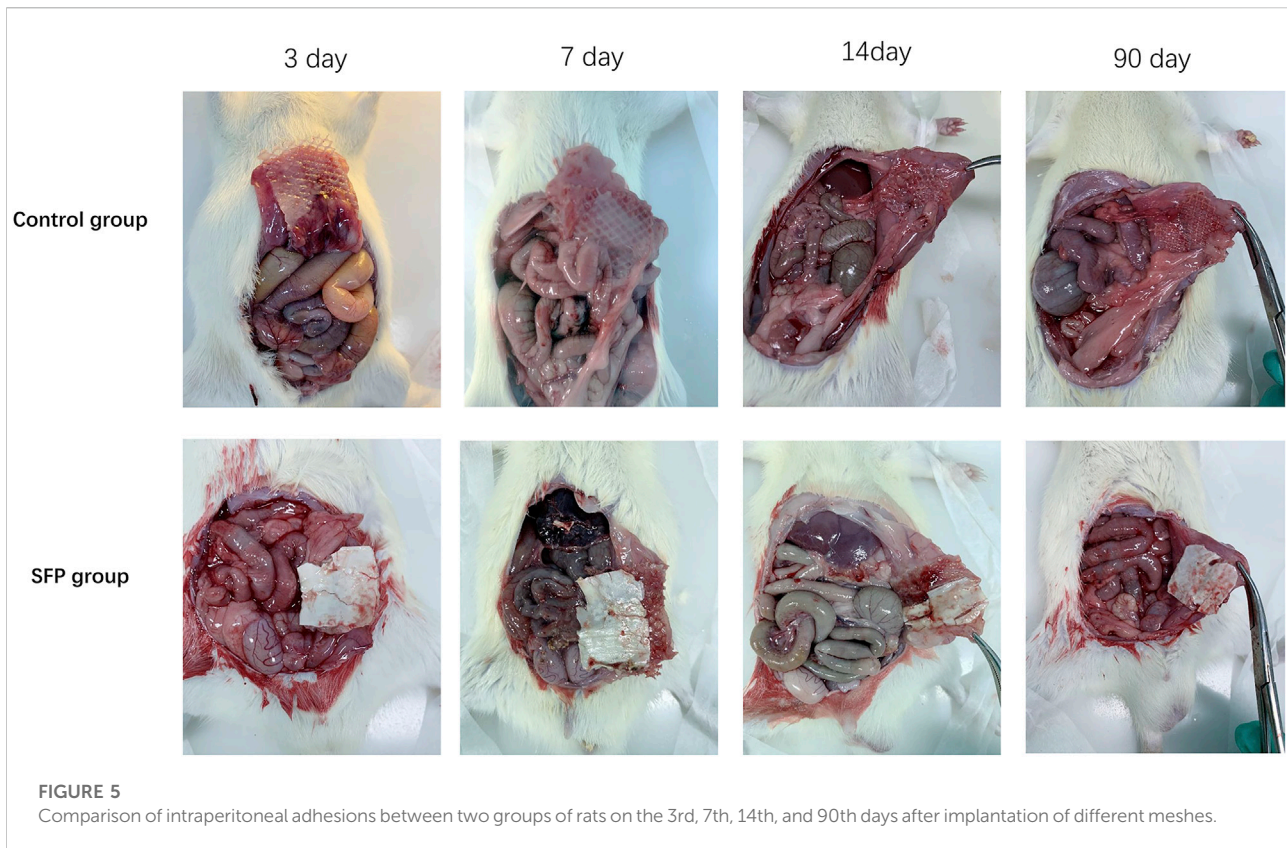 3 day
7 day
14day
90 day
Control group
SFP group
FIGURE 5
Comparison of intraperitoneal adhesions between two groups of rats on the 3rd, 7th, 14th, and 90th days after implantation of different meshes.